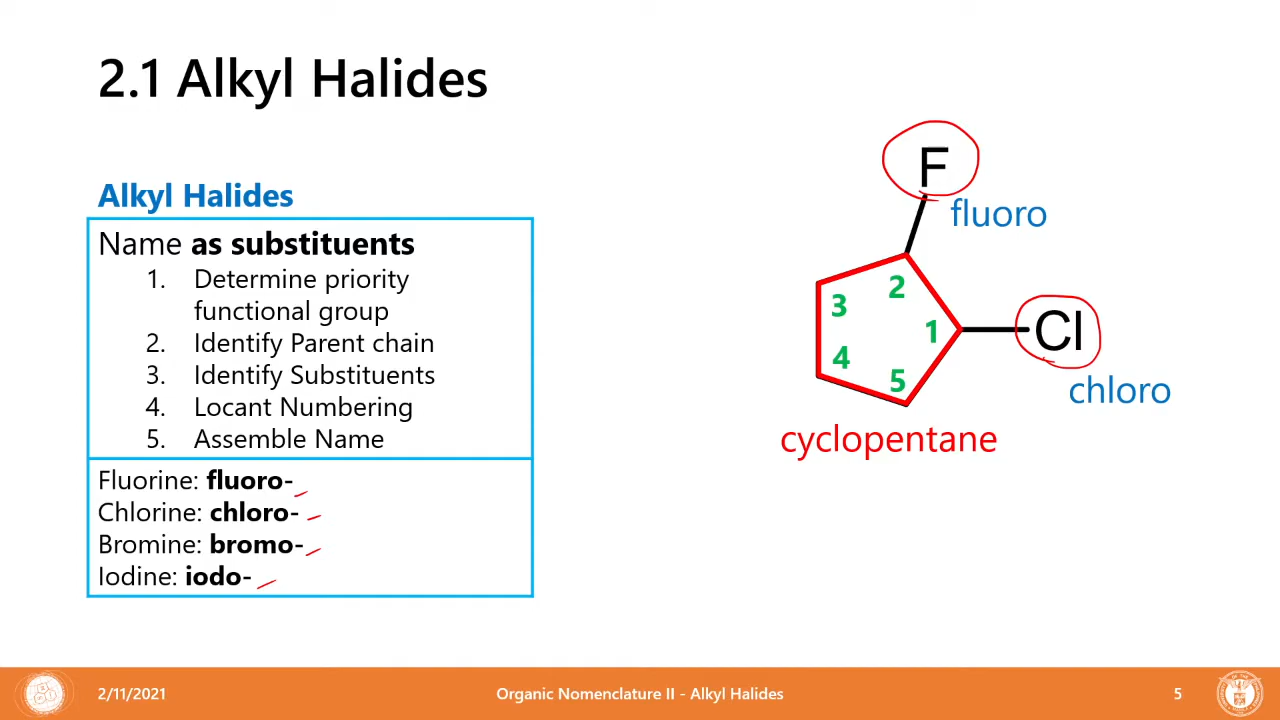 2.1 Alkyl Halides
Alkyl Halides
Name as substituents
1. Determine priority
functional group
2. Identify Parent chain
3. Identify Substituents
4. Locant Numbering
5. Assemble Name
Fluorine: fluoro-
Chlorine: chloro-
Bromine: bromo-
Iodine: iodo-
F
fluoro
2
3
1
Cl
4
5
chloro
cyclopentane
2/11/2021
Organic Nomenclature II - Alkyl Halides
5